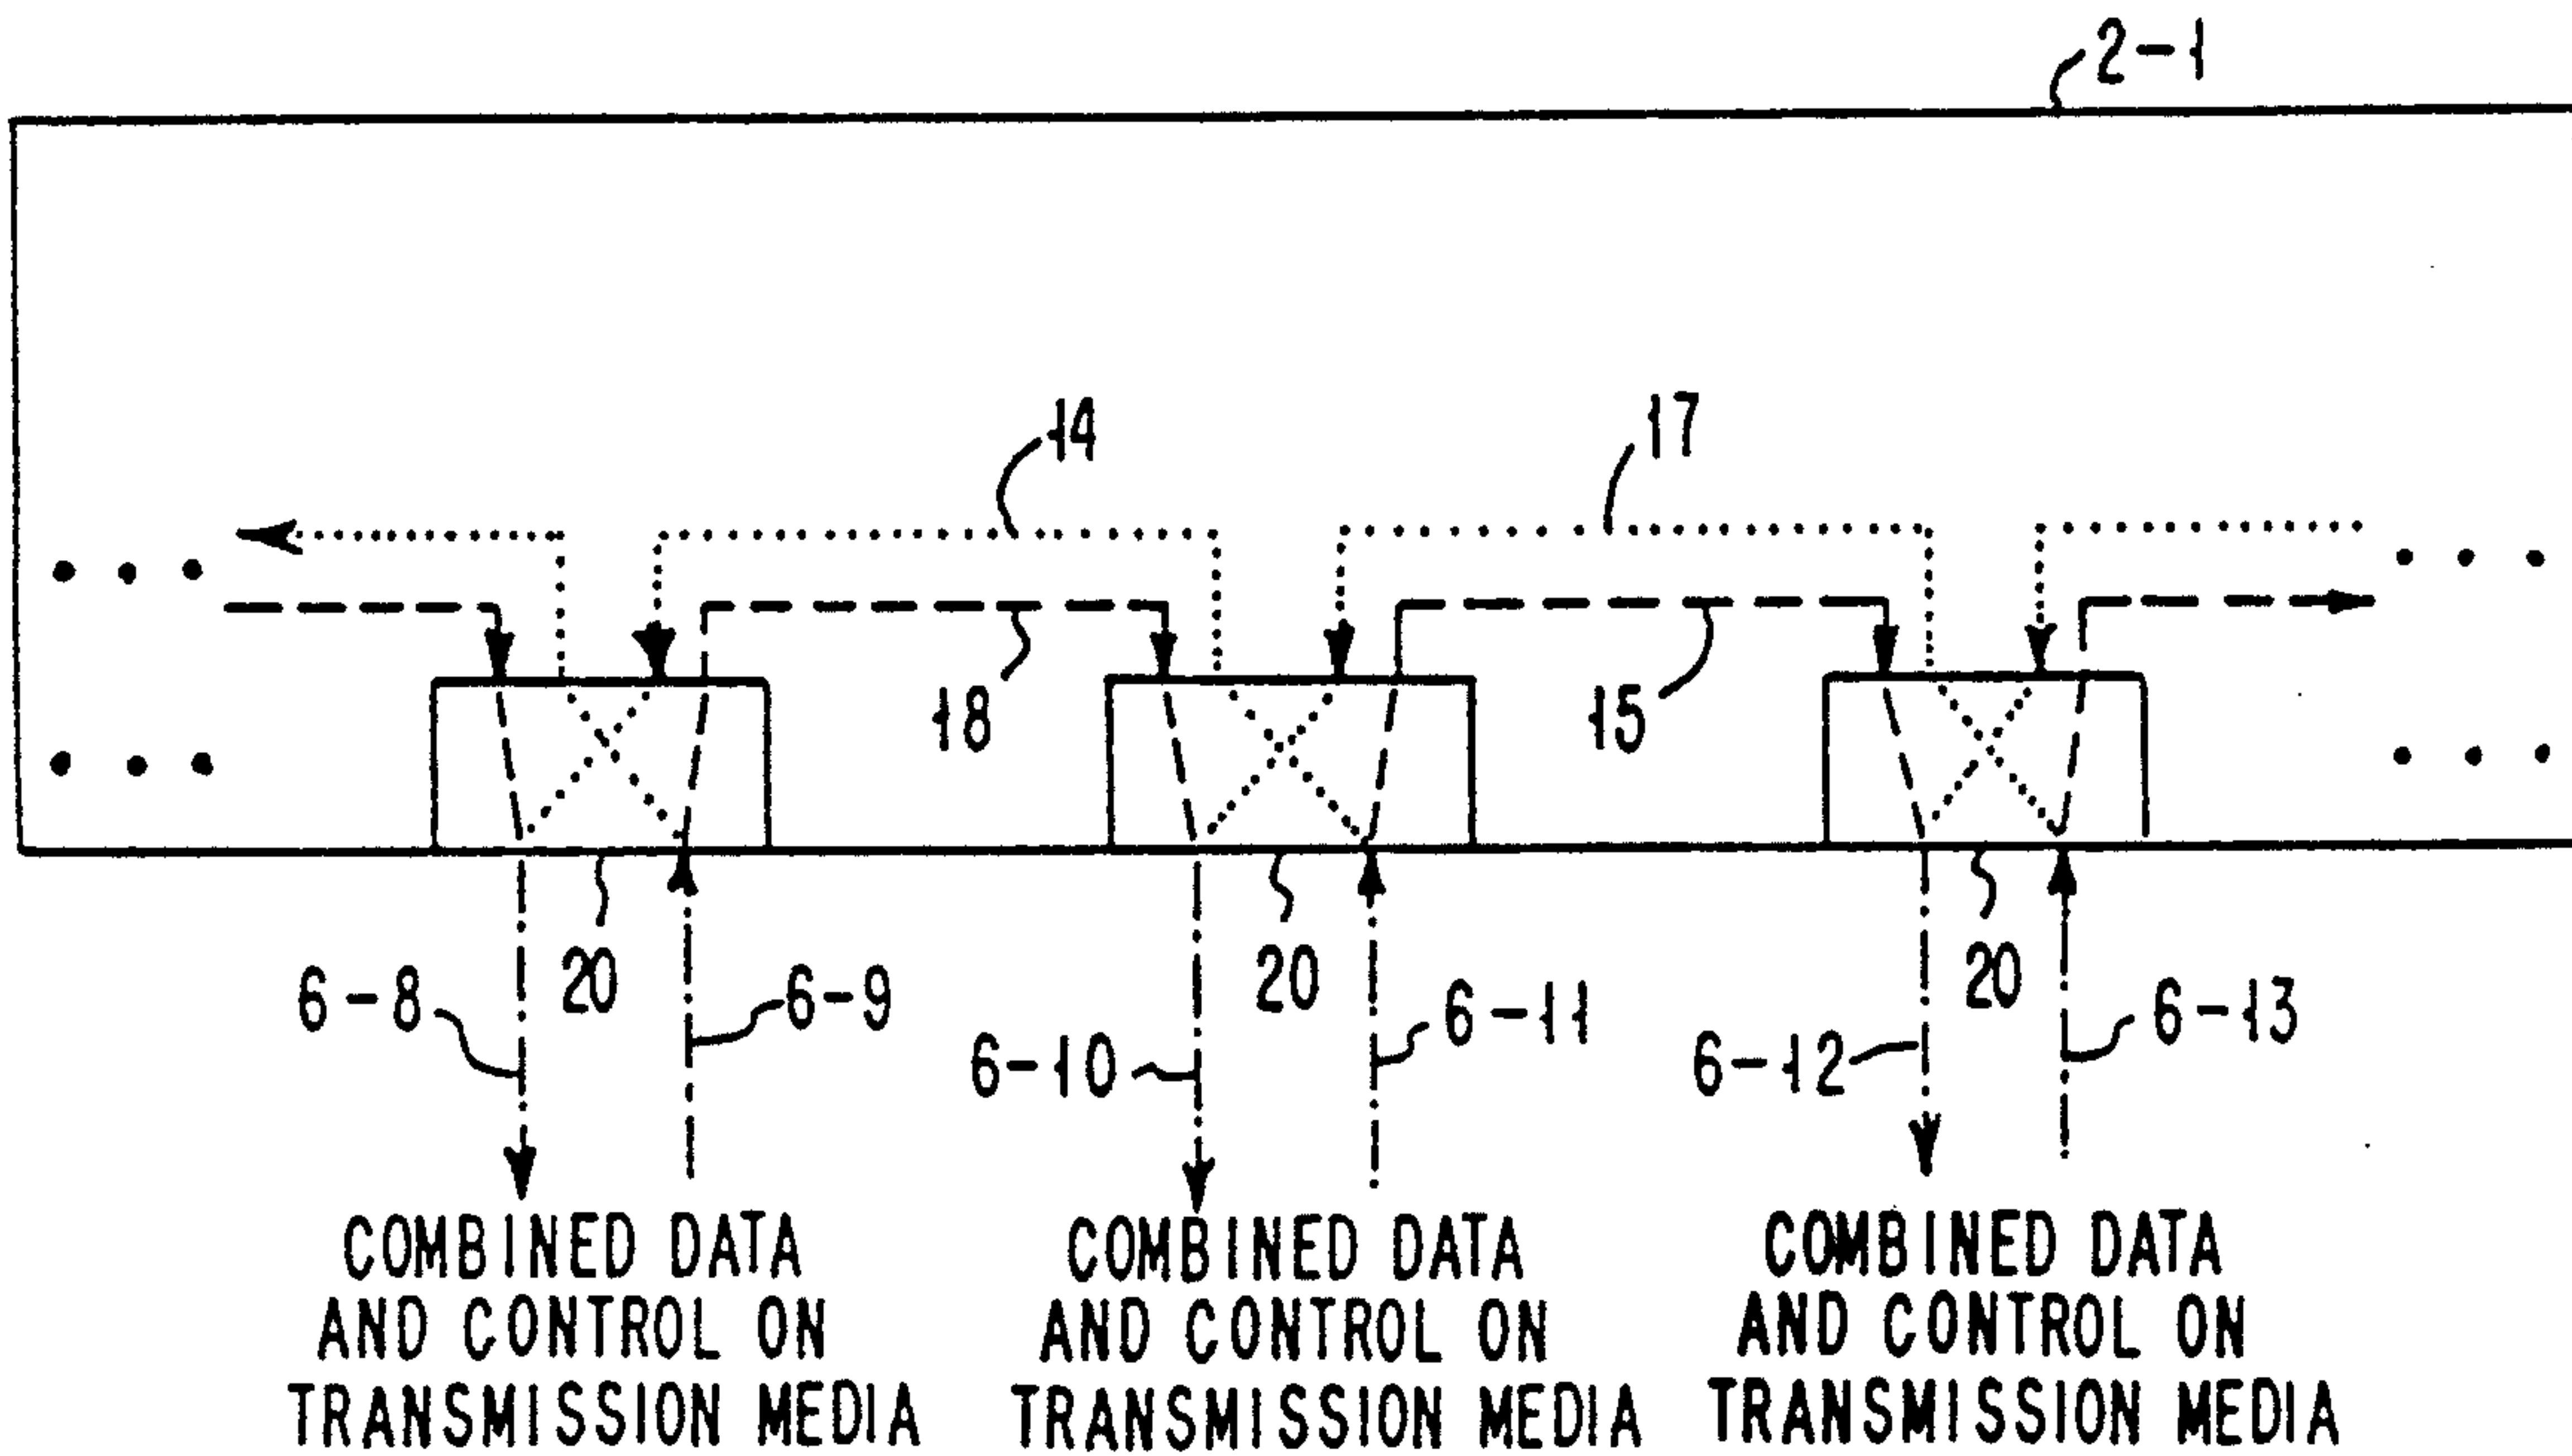 2-1
14
17
18
15
20
20
20
6-8
6-9
6-10
6-11
6-12
6-13
COMBINED DATA
AND CONTROL ON
TRANSMISSION MEDIA
COMBINED DATA
AND CONTROL ON
TRANSMISSION MEDIA
COMBINED DATA
AND CONTROL ON
TRANSMISSION MEDIA